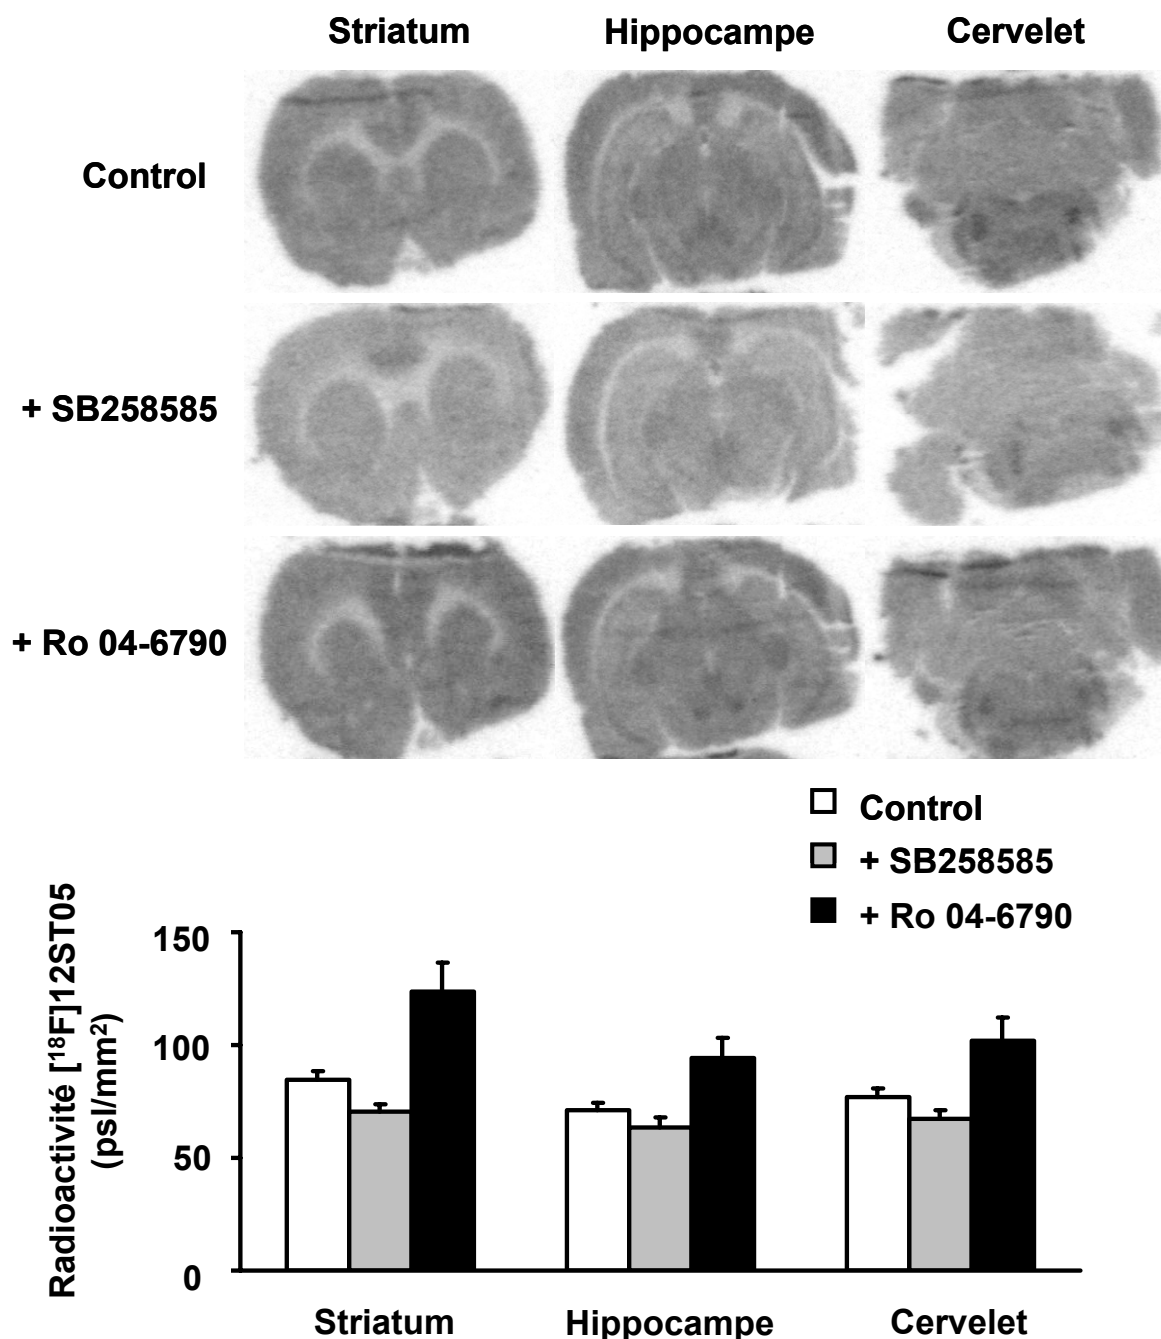 Striatum Hippocampe Cervelet
Control
+ SB258585
+ Ro 04-6790
Control
+ SB258585
+ Ro 04-6790
Radioactivité [¹⁸F]12ST05
(psl/mm²)
150
100
50
0
Striatum Hippocampe Cervelet